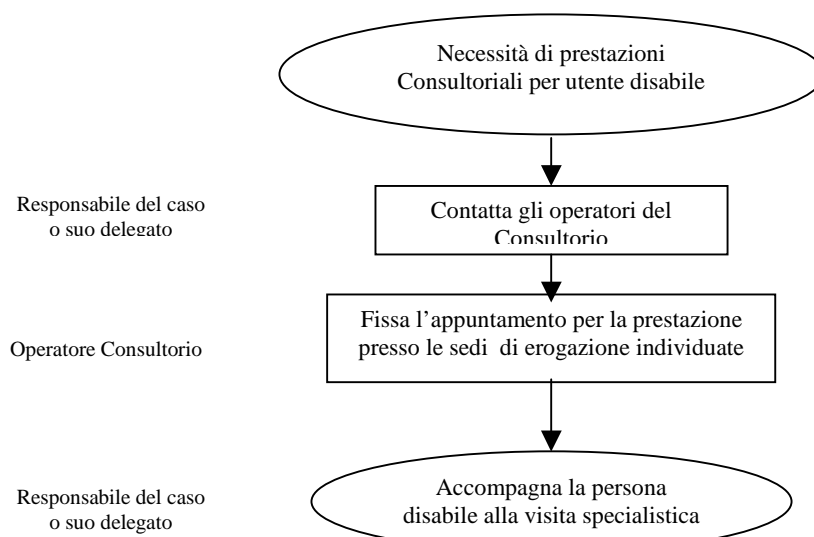 Necessità di prestazioni
Consultoriali per utente disabile
Responsabile del caso
o suo delegato
Contatta gli operatori del
Consultorio
Operatore Consultorio
Fissa l’appuntamento per la prestazione
presso le sedi di erogazione individuate
Responsabile del caso
o suo delegato
Accompagna la persona
disabile alla visita specialistica